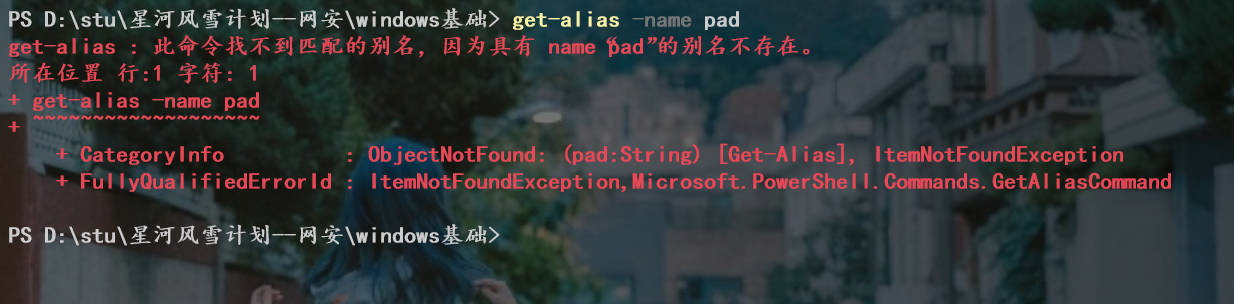 PS D:\stu\星河风雪计划--网安\windows基础> get-alias -name pad
get-alias : 此命令找不到匹配的别名，因为具有 name “pad”的别名不存在。
所在位置 行:1 字符: 1
+ get-alias -name pad
+ ~~~~~~~~~~~~~~~~~~~
+ CategoryInfo          : ObjectNotFound: (pad:String) [Get-Alias], ItemNotFoundException
+ FullyQualifiedErrorId : ItemNotFoundException,Microsoft.PowerShell.Commands.GetAliasCommand
PS D:\stu\星河风雪计划--网安\windows基础>